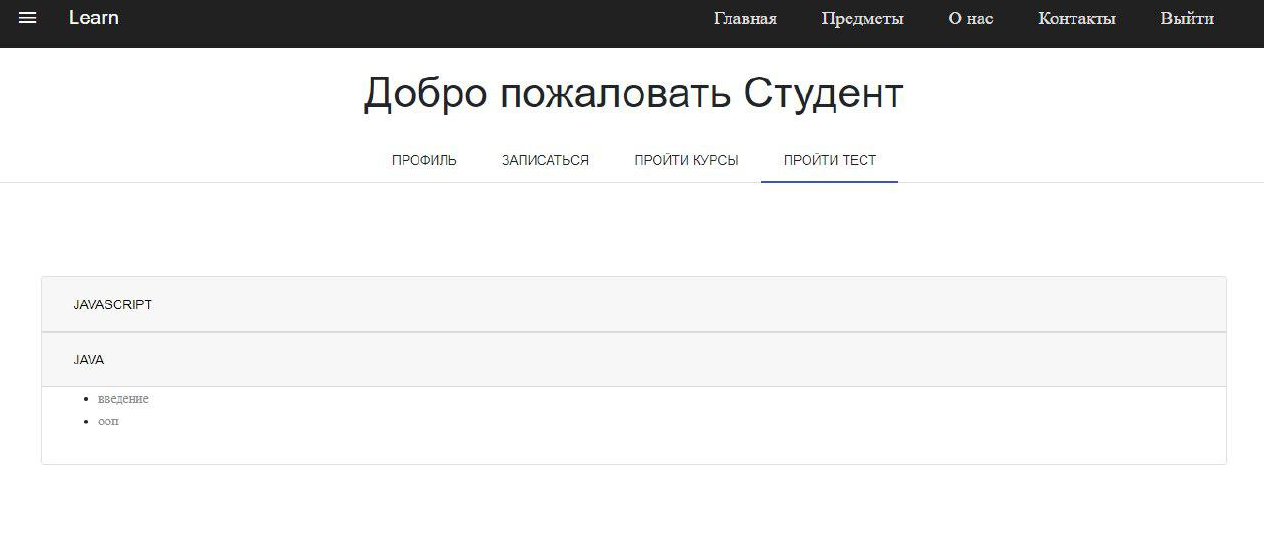 Learn Главная Предметы О нас Контакты Выйти
Добро пожаловать Студент
ПРОФИЛЬ ЗАПИСАТЬСЯ ПРОЙТИ КУРСЫ ПРОЙТИ ТЕСТ
JAVASCRIPT
JAVA
введение
ооп